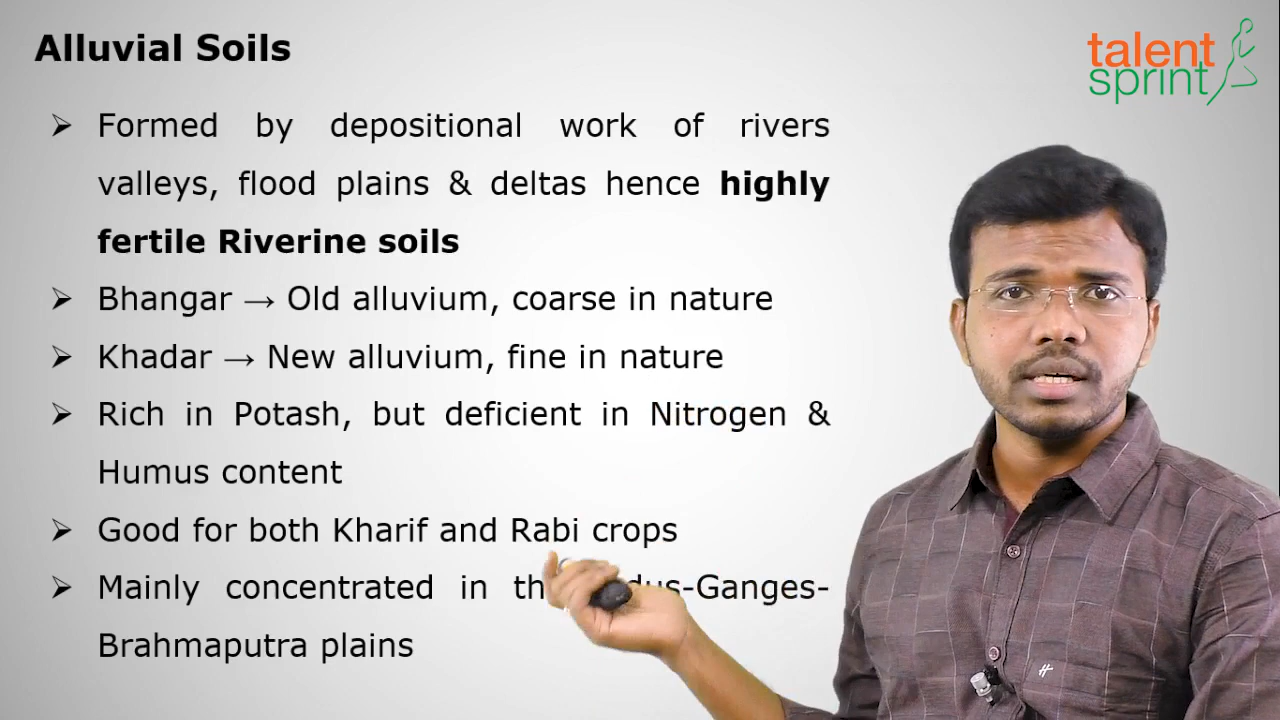 Alluvial Soils
talent
sprint
➢ Formed by depositional work of rivers
valleys, flood plains & deltas hence highly
fertile Riverine soils
➢ Bhangar → Old alluvium, coarse in nature
➢ Khadar → New alluvium, fine in nature
➢ Rich in Potash, but deficient in Nitrogen &
Humus content
➢ Good for both Kharif and Rabi crops
➢ Mainly concentrated in -Ganges-
Brahmaputra plains